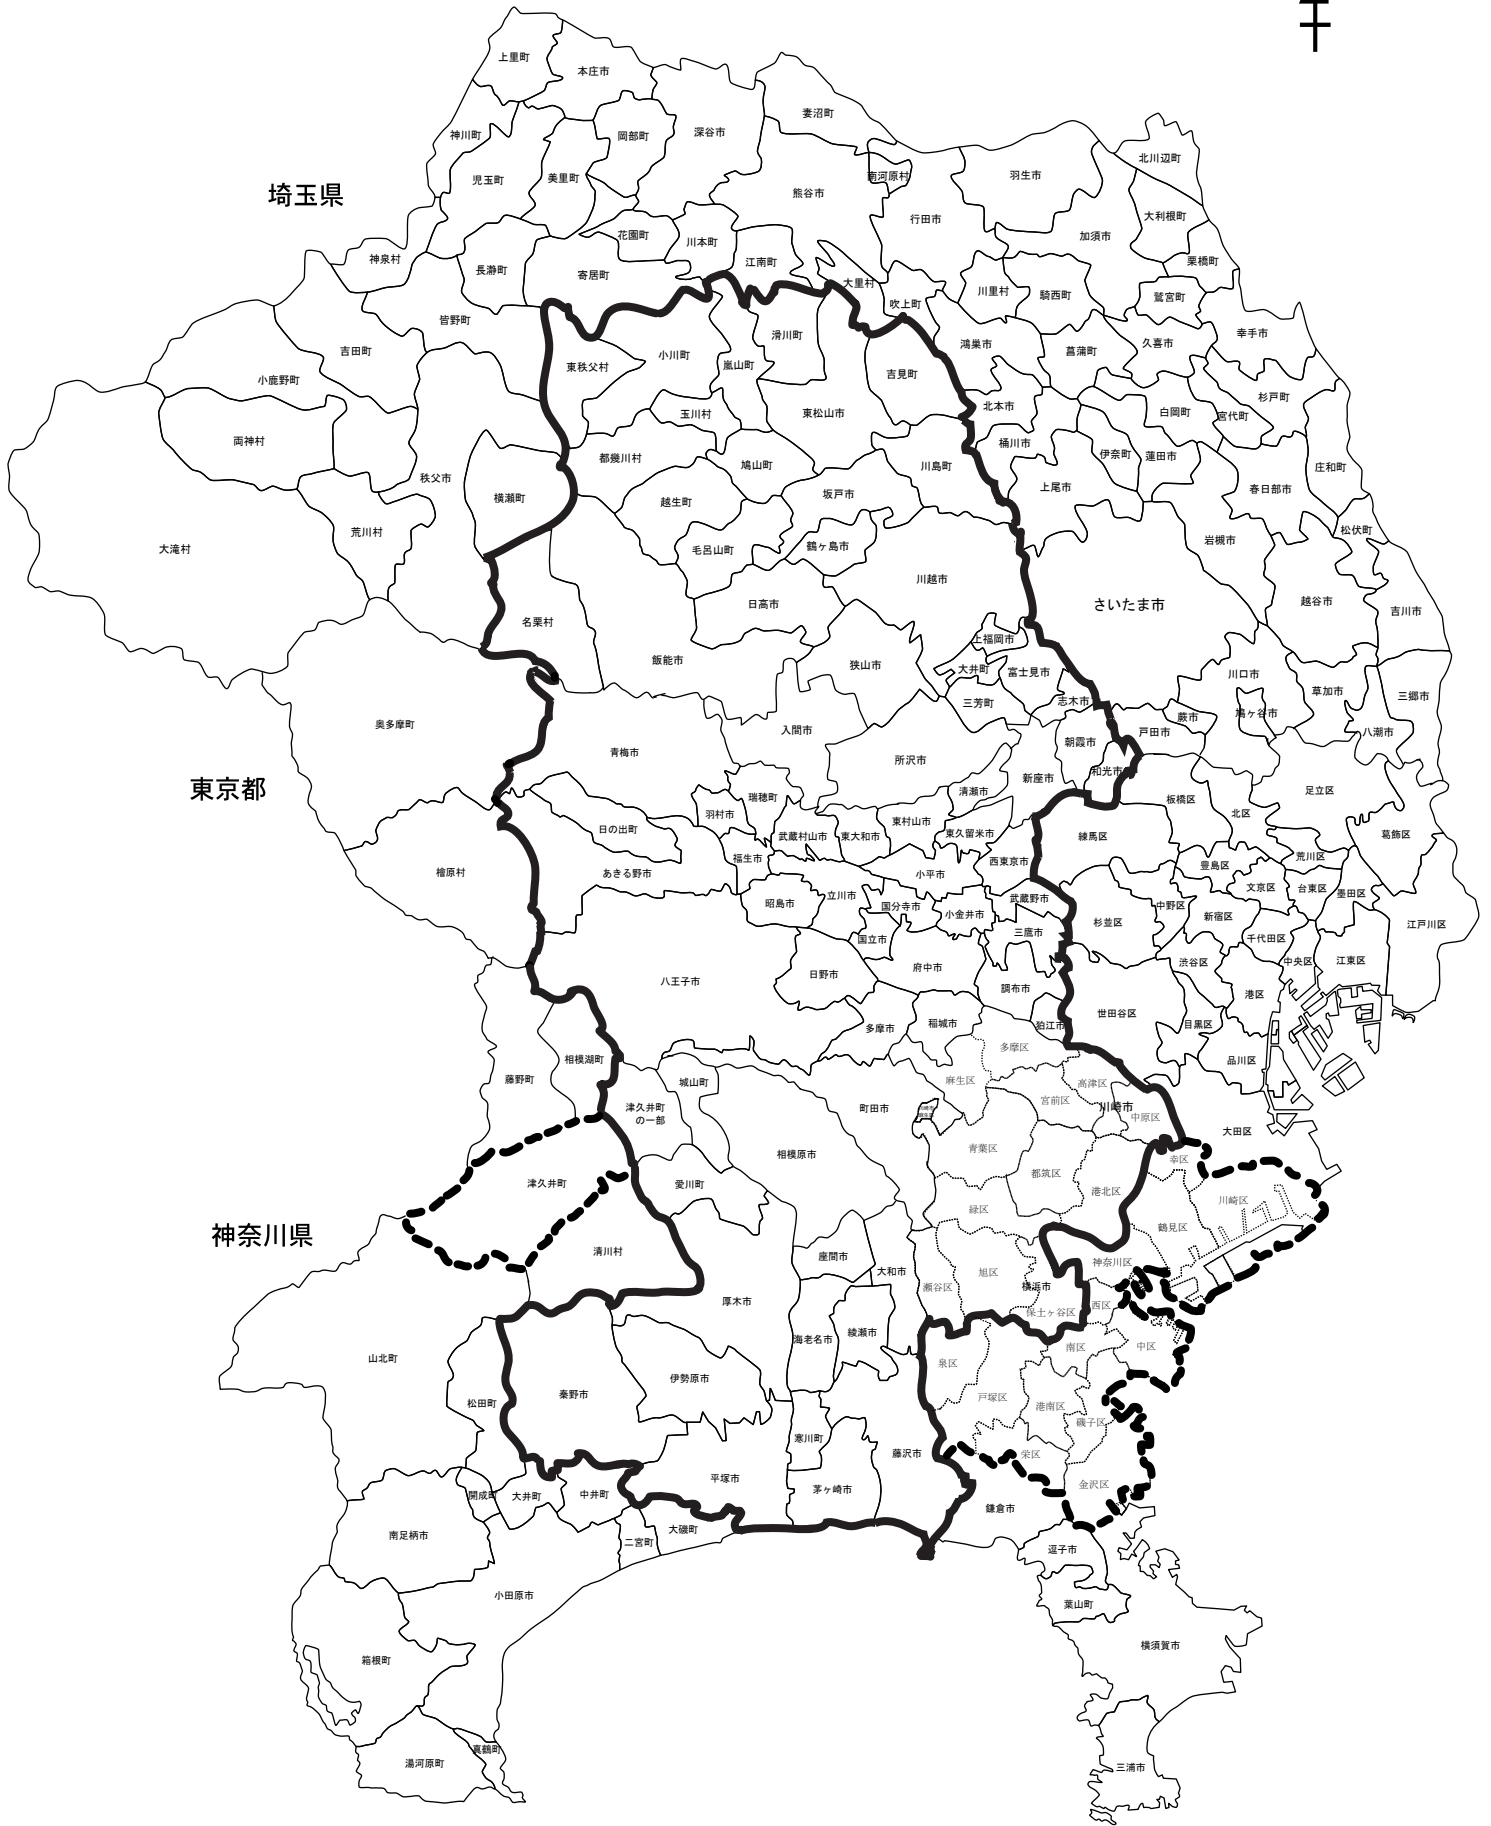 上里町
本庄市
妻沼町
深谷市
岡部町
神川町
北川辺町
児玉町
美里町
南河原村
羽生市
埼玉県
熊谷市
大利根町
行田市
花園町
川本町
加須市
神泉村
江南町
栗橋町
長瀞町
寄居町
大里村
川里村
騎西町
鷲宮町
吹上町
皆野町
滑川町
幸手市
吉田町
小川町
鴻巣市
菖蒲町
久喜市
東秩父村
嵐山町
吉見町
小鹿野町
杉戸町
玉川村
東松山市
北本市
白岡町
宮代町
両神村
桶川市
都幾川村
鳩山町
川島町
伊奈町
蓮田市
庄和町
秩父市
横瀬町
坂戸市
上尾市
春日部市
越生町
荒川村
松伏町
大滝村
毛呂山町
鶴ヶ島市
岩槻市
川越市
日高市
さいたま市
越谷市
吉川市
名栗村
上福岡市
飯能市
狭山市
大井町
富士見市
川口市
草加市
三郷市
三芳町
志木市
奥多摩町
入間市
蕨市
鳩ヶ谷市
戸田市
八潮市
青梅市
朝霞市
所沢市
和光市
東京都
新座市
清瀬市
足立区
瑞穂町
板橋区
羽村市
北区
日の出町
武蔵村山市
東大和市
東村山市
東久留米市
練馬区
葛飾区
福生市
西東京市
荒川区
豊島区
檜原村
あきる野市
小平市
文京区
台東区
墨田区
昭島市
立川市
国分寺市
小金井市
武蔵野市
中野区
杉並区
新宿区
江戸川区
国立市
三鷹市
千代田区
八王子市
日野市
府中市
渋谷区
中央区
江東区
調布市
港区
世田谷区
多摩市
稲城市
狛江市
目黒区
相模湖町
多摩区
品川区
藤野町
城山町
麻生区
高津区
宮前区
津久井町
の一部
町田市
川崎市
中原区
大田区
相模原市
青葉区
幸区
津久井町
愛川町
都筑区
港北区
川崎区
神奈川県
緑区
鶴見区
清川村
座間市
神奈川区
大和市
旭区
瀬谷区
横浜市
厚木市
西区
保土ヶ谷区
海老名市
綾瀬市
南区
中区
山北町
泉区
伊勢原市
秦野市
戸塚区
松田町
港南区
磯子区
寒川町
藤沢市
栄区
平塚市
金沢区
茅ヶ崎市
開成町
大井町
中井町
鎌倉市
大磯町
南足柄市
二宮町
逗子市
小田原市
葉山町
横須賀市
箱根町
真鶴町
湯河原町
三浦市